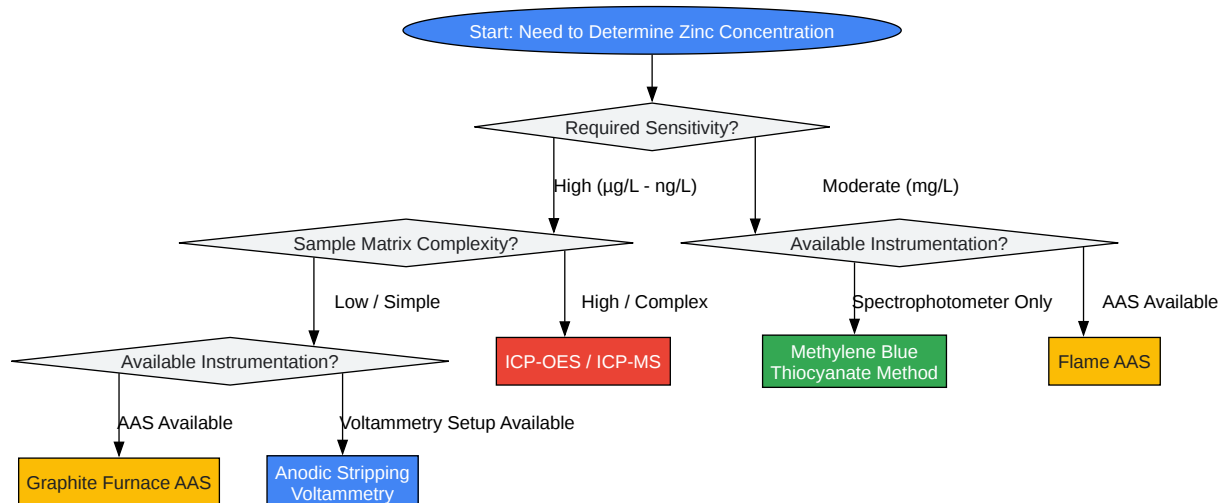 Start: Need to Determine Zinc Concentration
Required Sensitivity?
High (µg/L - ng/L)
Moderate (mg/L)
Sample Matrix Complexity?
Available Instrumentation?
Low / Simple
High / Complex
Spectrophotometer Only
AAS Available
Available Instrumentation?
ICP-OES / ICP-MS
Methylene Blue
Thiocyanate Method
Flame AAS
AAS Available
Voltammetry Setup Available
Graphite Furnace AAS
Anodic Stripping
Voltammetry